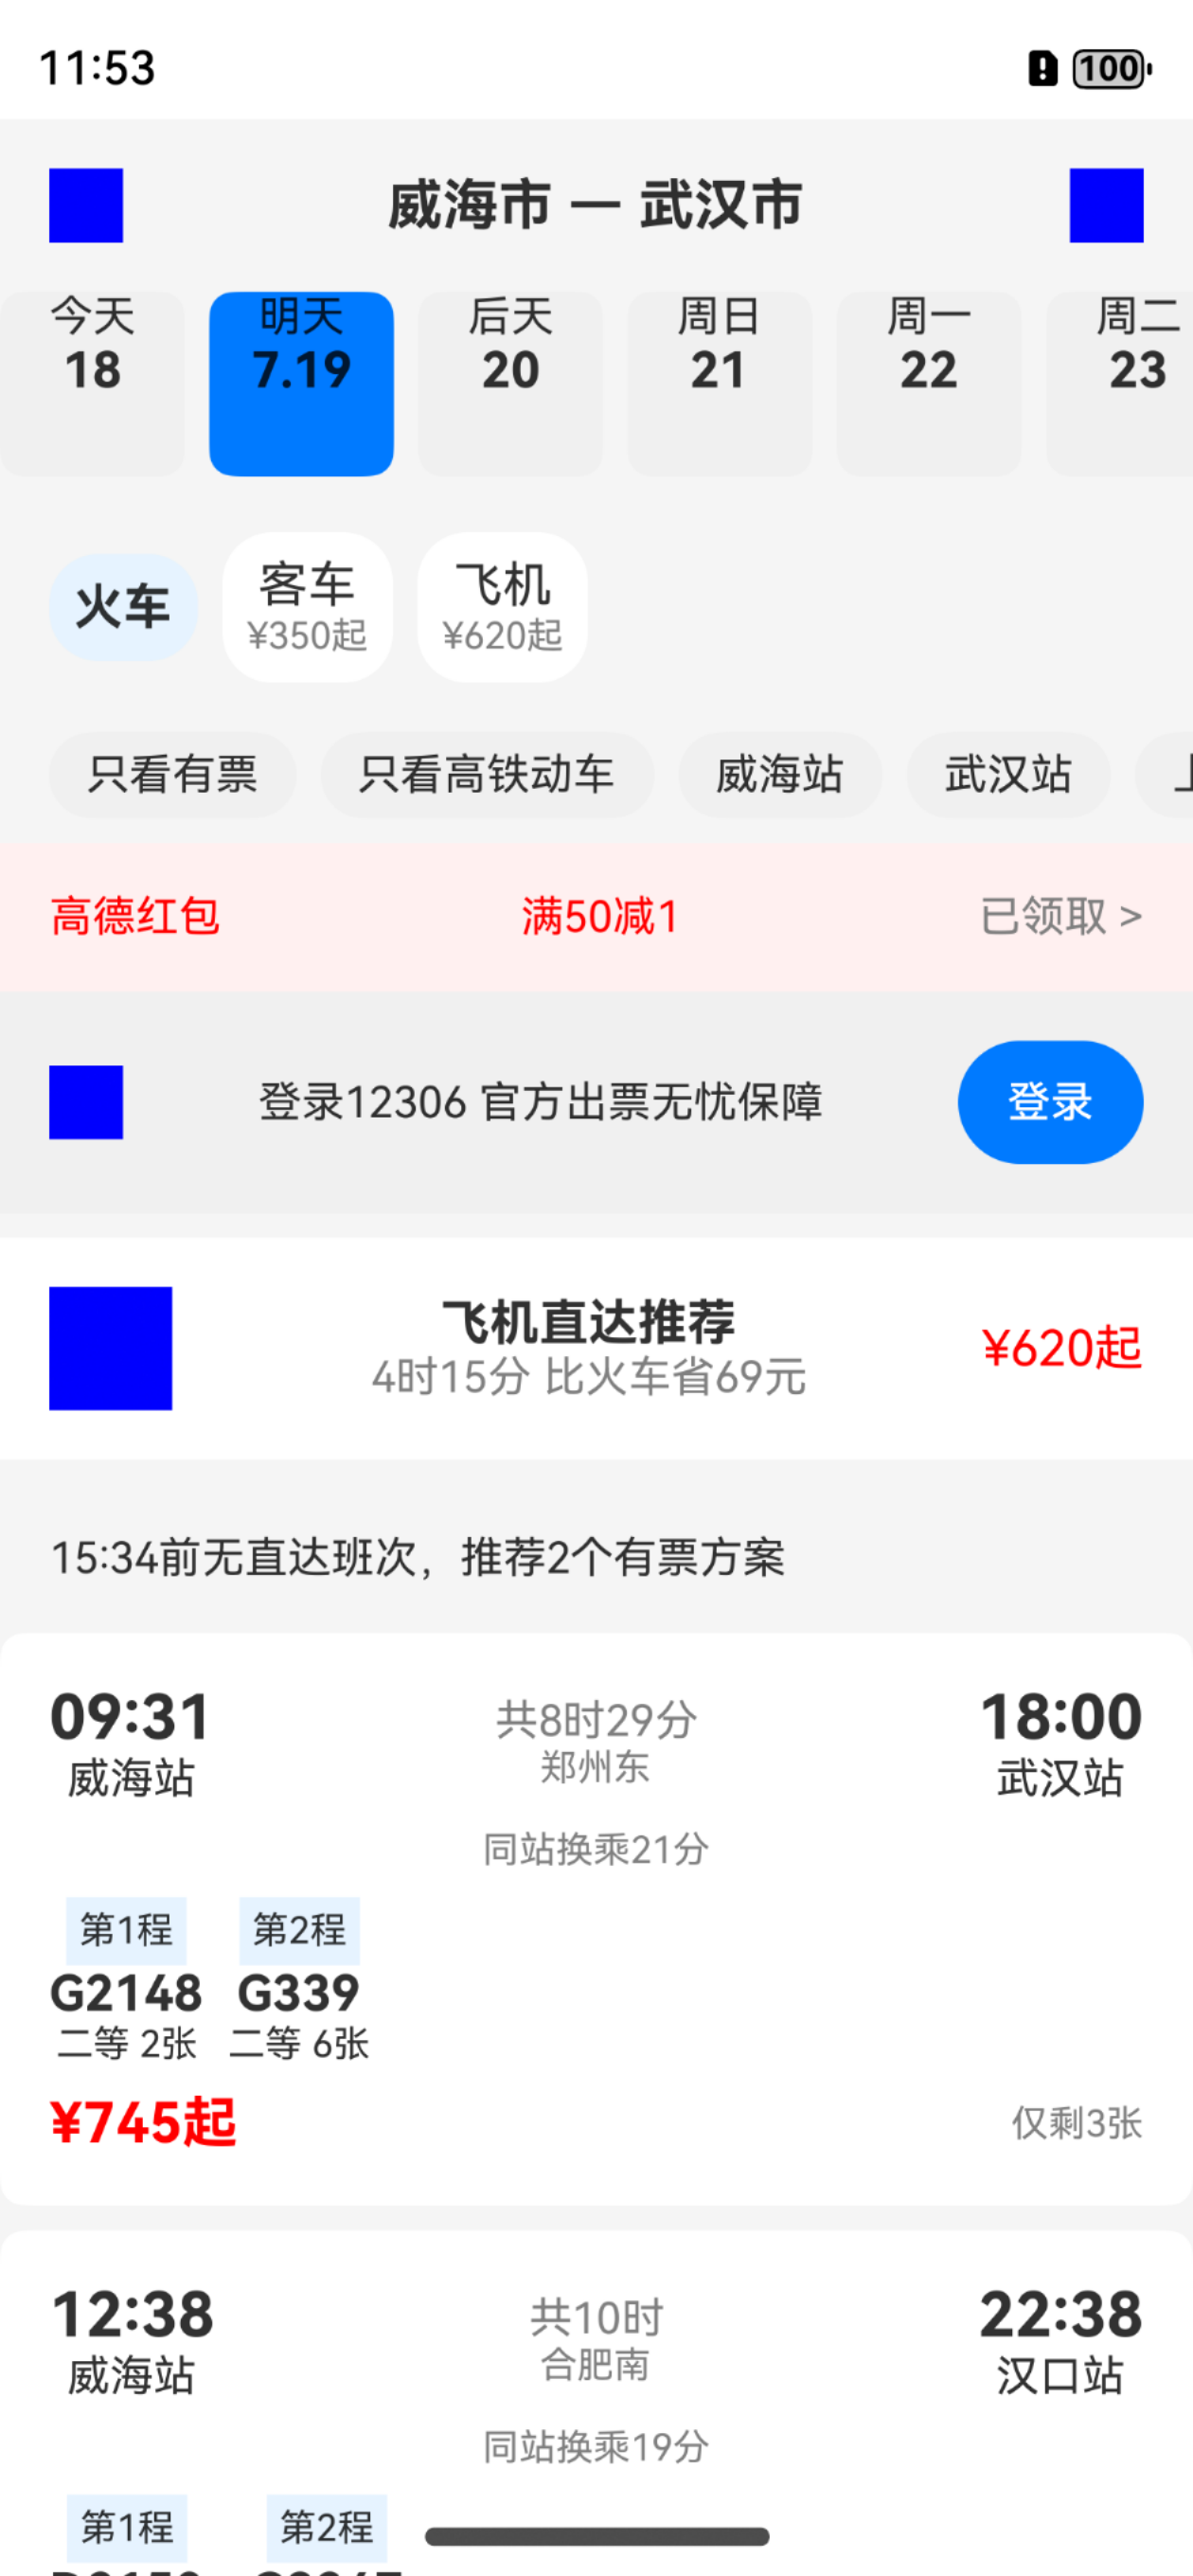 11:53
100
威海市 — 武汉市
今天 明天 后天 周日 周一 周二
18 7.19 20 21 22 23
火车 客车 飞机
¥350起 ¥620起
只看有票 只看高铁动车 威海站 武汉站
高德红包 满50减1 已领取 >
登录12306 官方出票无忧保障 登录
飞机直达推荐
4时15分 比火车省69元
¥620起
15:34前无直达班次，推荐2个有票方案
09:31 共8时29分 18:00
威海站 郑州东 武汉站
同站换乘21分
第1程 第2程
G2148 G339
二等 2张 二等 6张
¥745起 仅剩3张
12:38 共10时 22:38
威海站 合肥南 汉口站
同站换乘19分
第1程 第2程